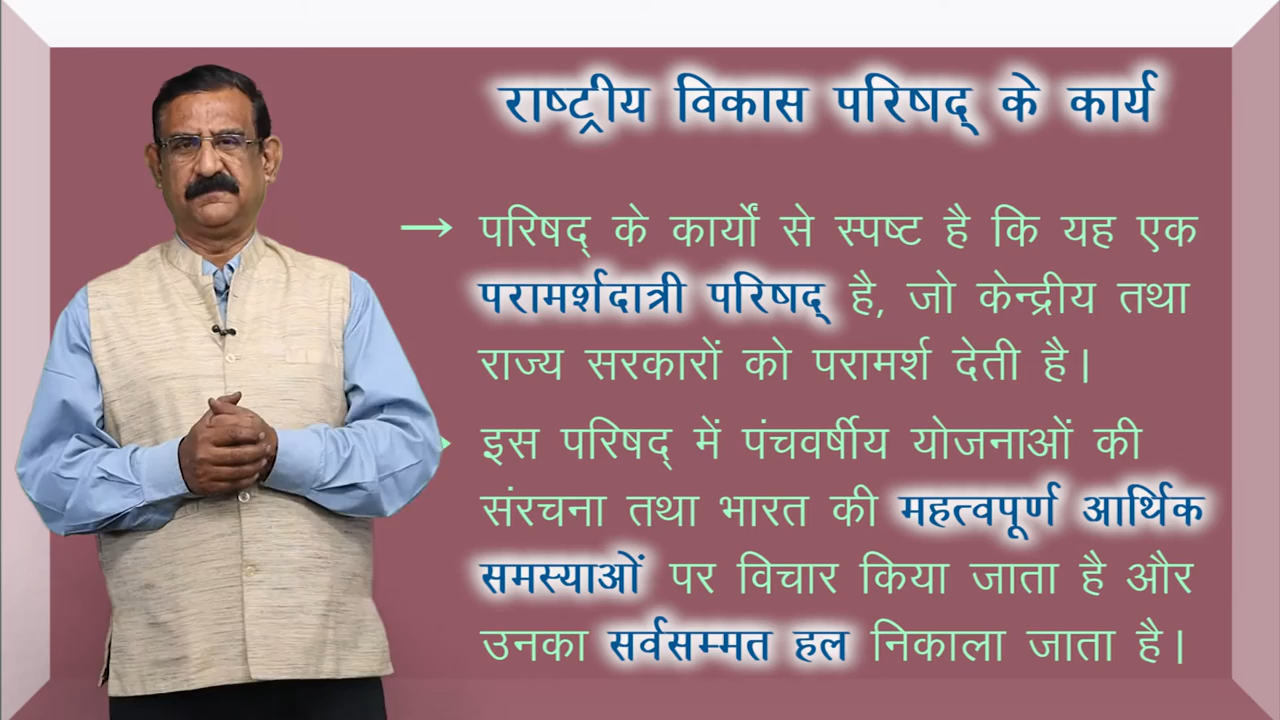 राष्ट्रीय विकास परिषद् के कार्य
→ परिषद् के कार्यों से स्पष्ट है कि यह एक
परामर्शदात्री परिषद् है, जो केन्द्रीय तथा
राज्य सरकारों को परामर्श देती है।
इस परिषद् में पंचवर्षीय योजनाओं की
संरचना तथा भारत की महत्वपूर्ण आर्थिक
समस्याओं पर विचार किया जाता है और
उनका सर्वसम्मत हल निकाला जाता है।